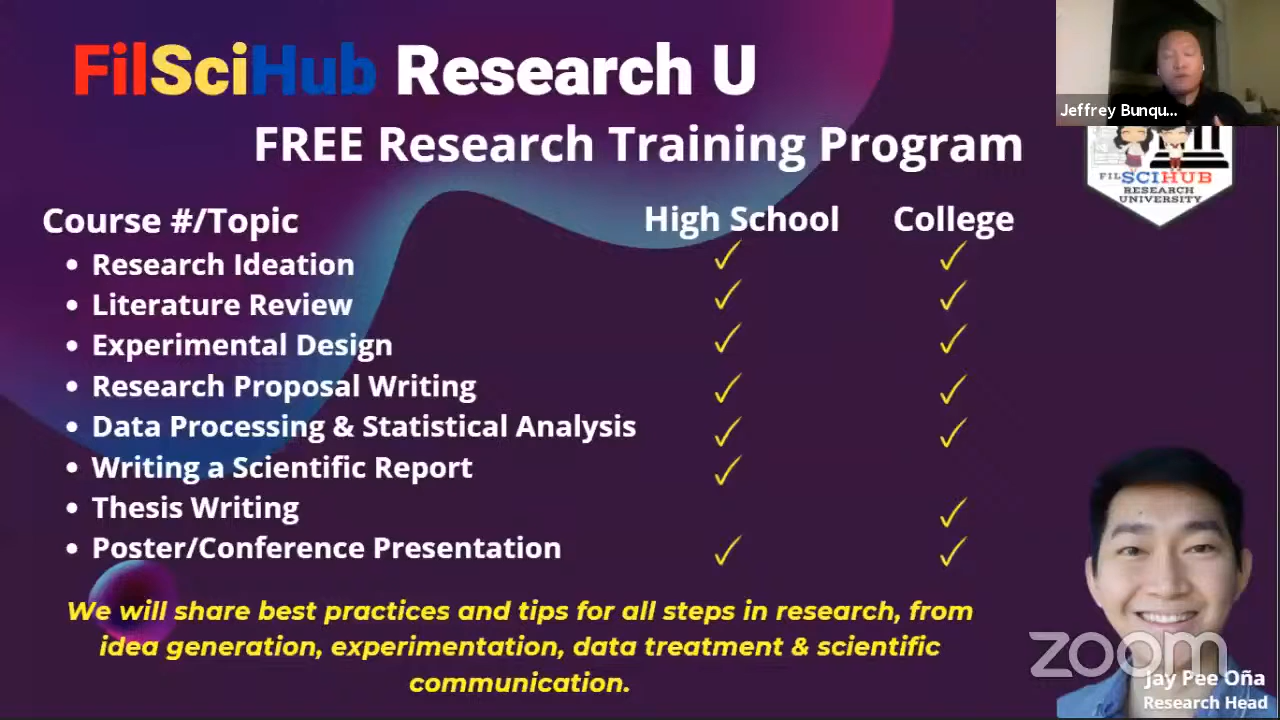 FilSciHub Research U
FREE Research Training Program
Jeffrey Bunqu...
FILSCIHUB
RESEARCH
UNIVERSITY
Course #/Topic High School College
• Research Ideation ✓ ✓
• Literature Review ✓ ✓
• Experimental Design ✓ ✓
• Research Proposal Writing ✓ ✓
• Data Processing & Statistical Analysis ✓ ✓
• Writing a Scientific Report ✓
• Thesis Writing ✓
• Poster/Conference Presentation ✓ ✓
We will share best practices and tips for all steps in research, from
idea generation, experimentation, data treatment & scientific
communication.
zoom
Jay Pee Oña
Research Head